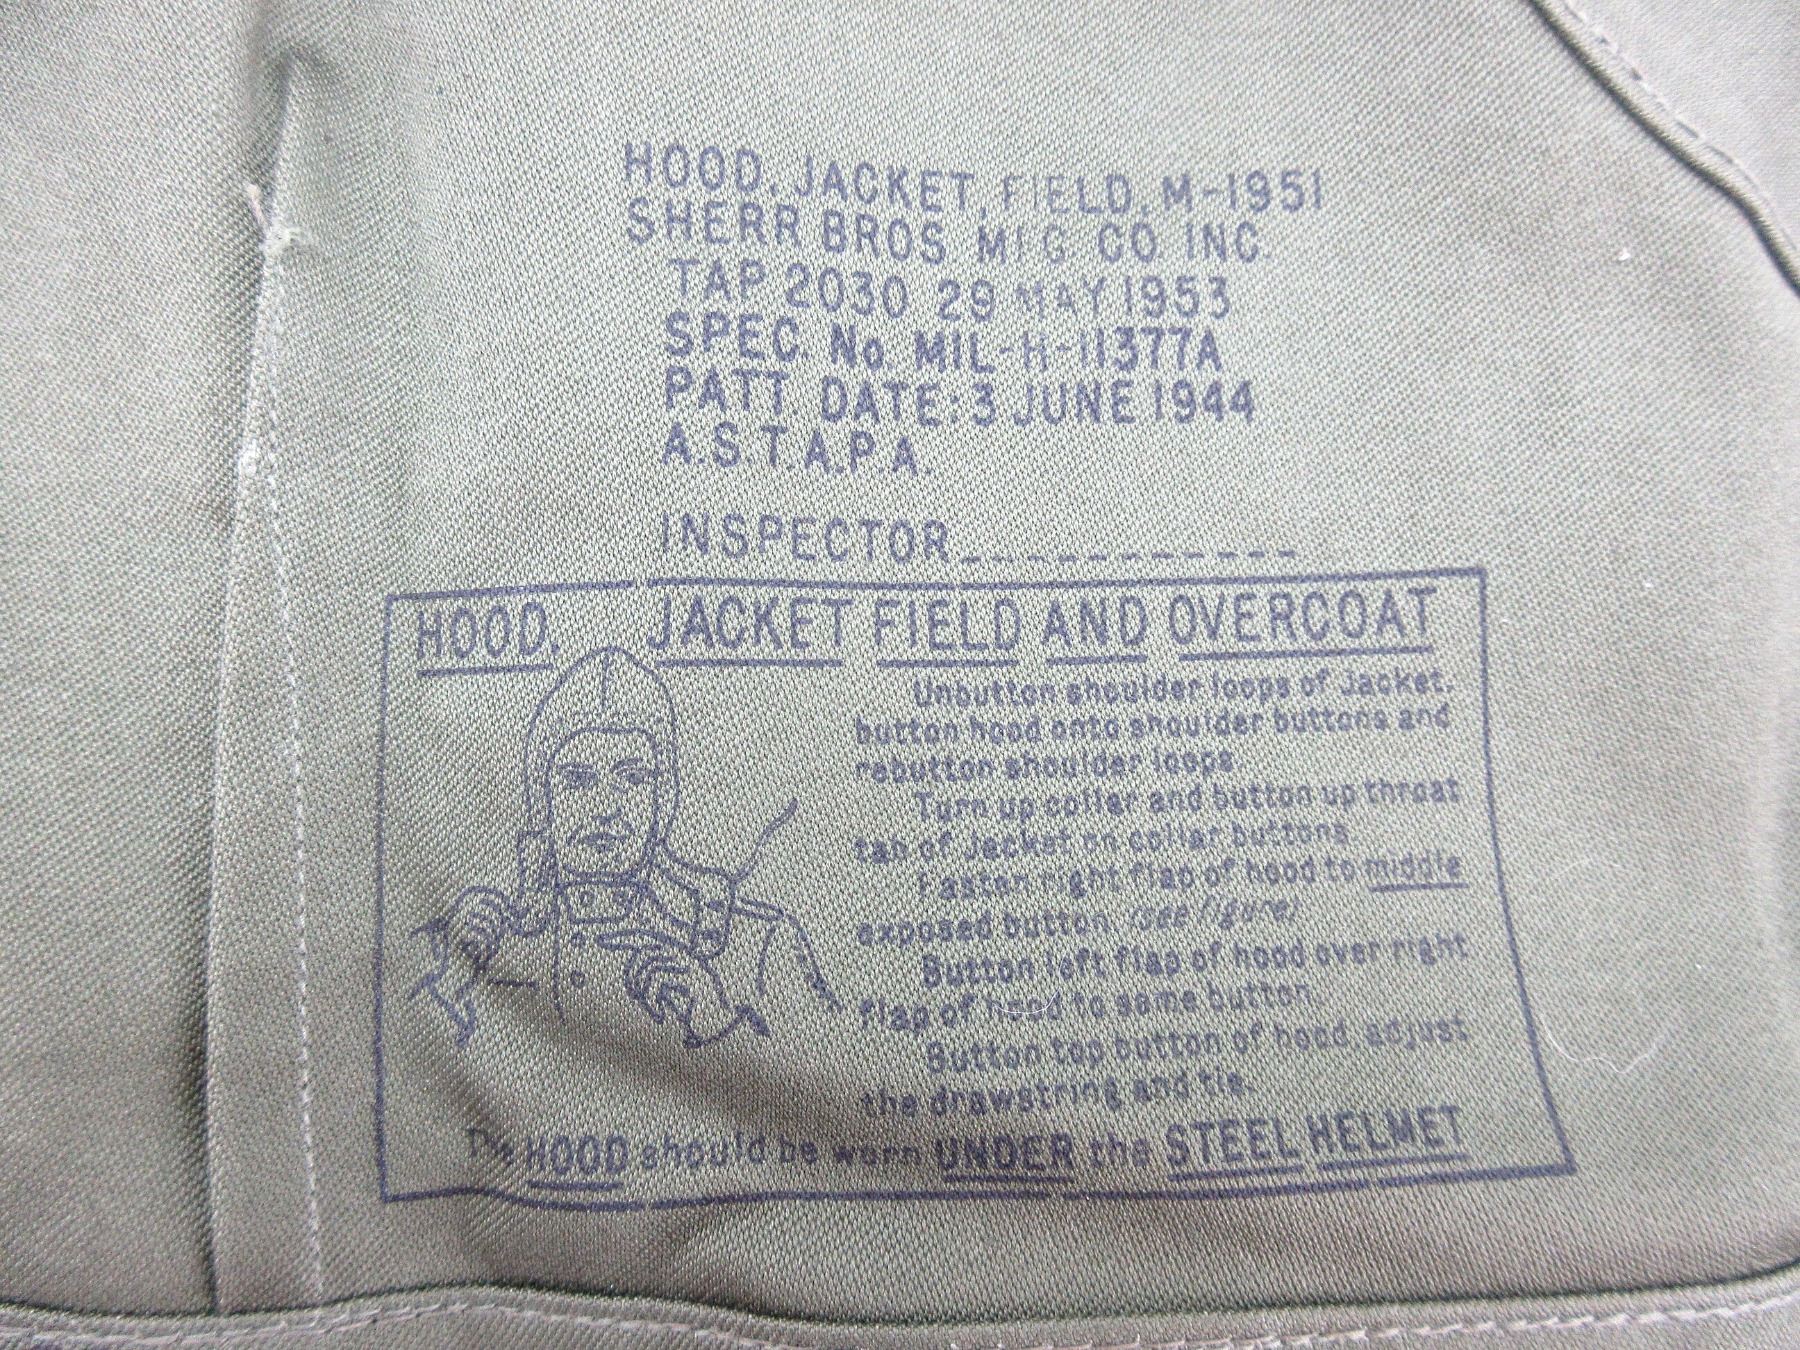 HOOD, JACKET, FIELD, M-1951
SHERR BROS. MFG. CO. INC.
TAP 2030 29 MAY 1953
SPEC. No. MIL-H-11377A
PATT. DATE: 3 JUNE 1944
A.S.T.A.P.A.
INSPECTOR____________
HOOD, JACKET FIELD AND OVERCOAT
Unbutton shoulder loops of Jacket,
button hood onto shoulder buttons and
rebutton shoulder loops.
Turn up collar and button up throat
tab of Jacket on collar buttons
Fasten right flap of hood to middle
exposed button, (see figure)
Button left flap of hood over right
flap of hood to same button.
Button top button of hood adjust
the drawstring and tie.
The HOOD should be worn UNDER the STEEL HELMET